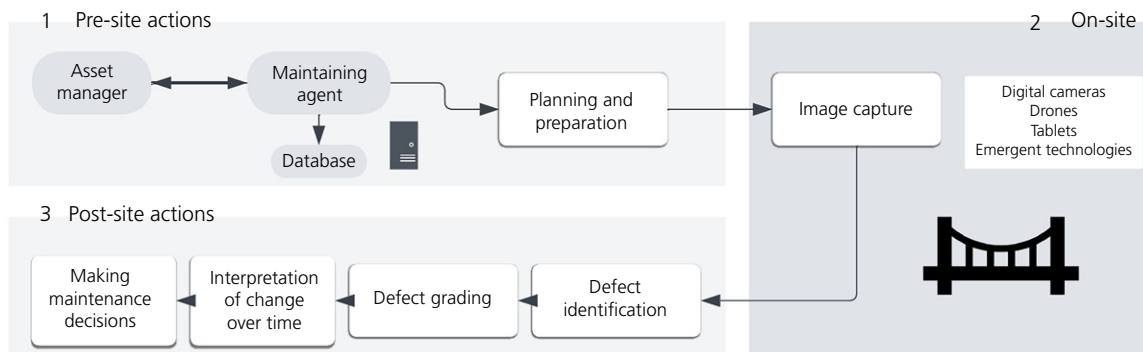 1 Pre-site actions
Asset
manager
Maintaining
agent
Database
Planning and
preparation
2 On-site
Image capture
Digital cameras
Drones
Tablets
Emergent technologies
3 Post-site actions
Making
maintenance
decisions
Interpretation
of change
over time
Defect grading
Defect
identification